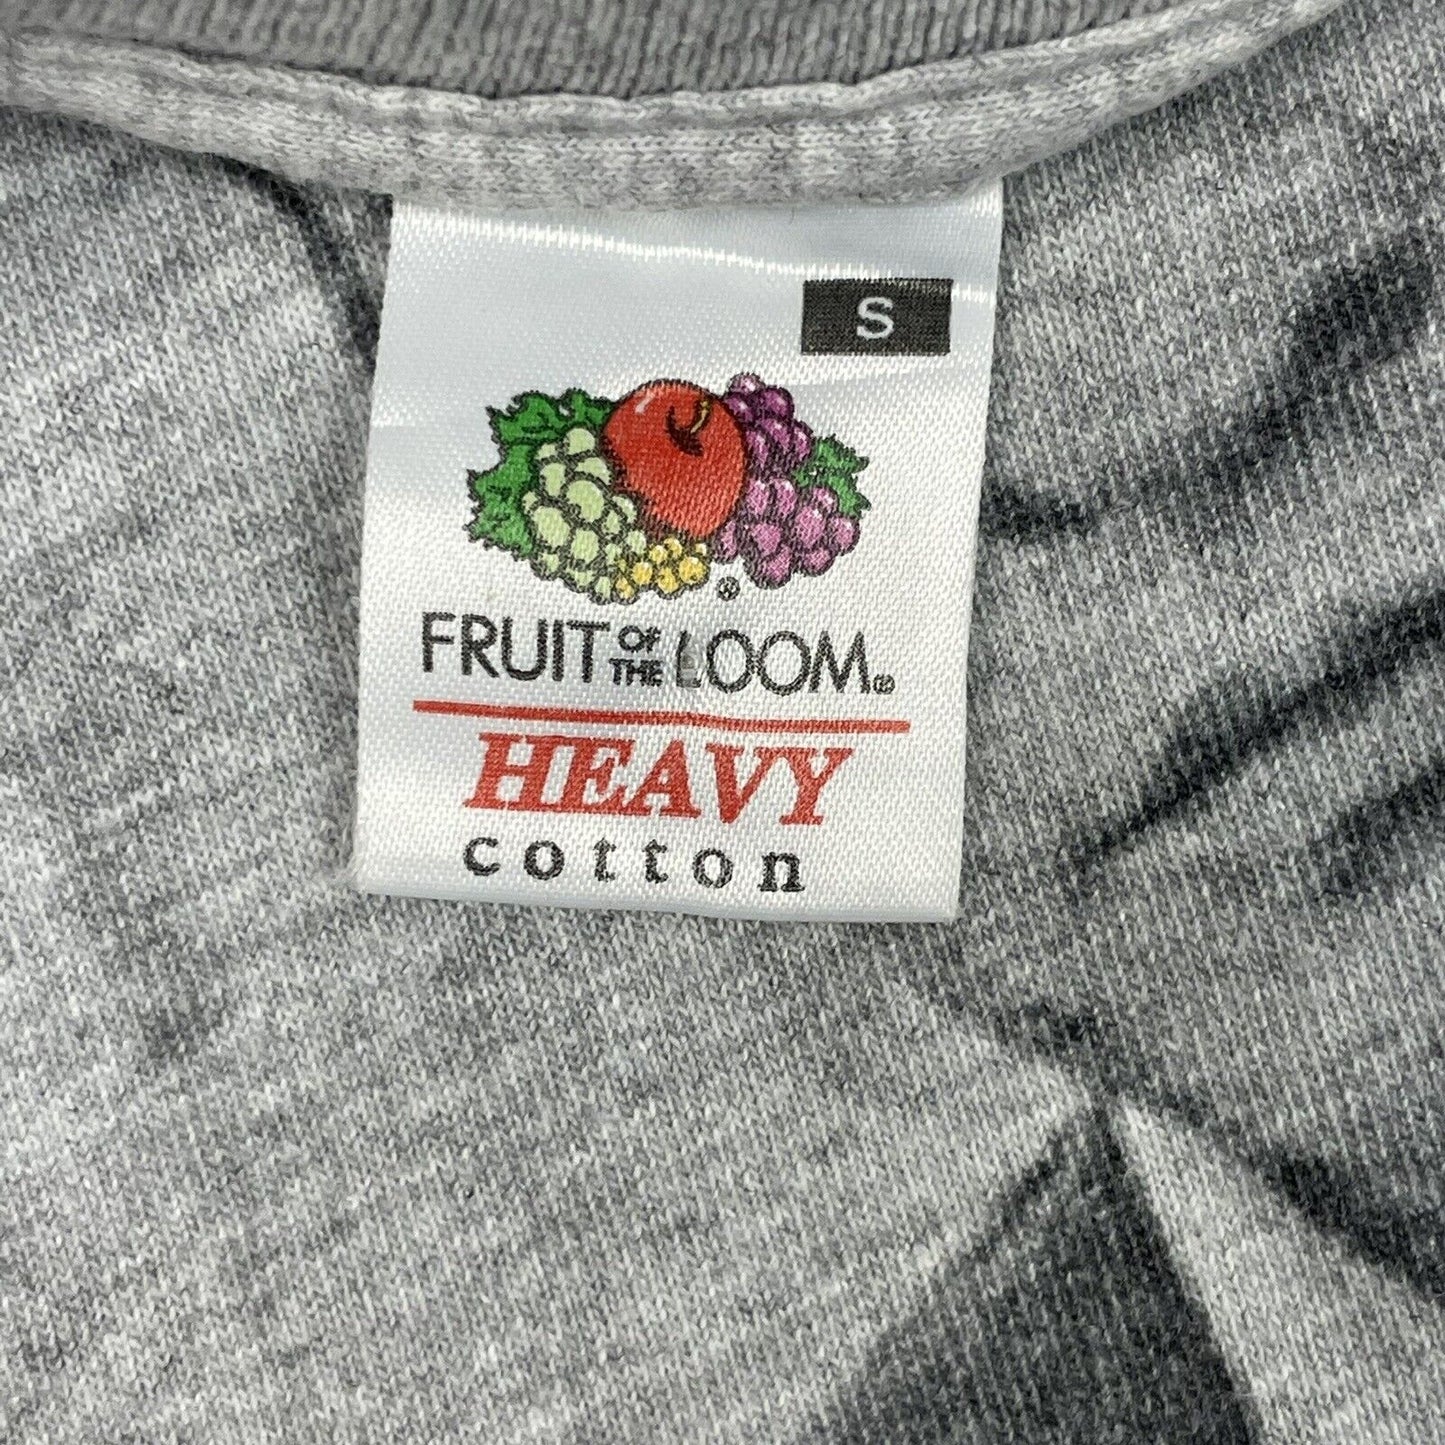 S
®
FRUIT OF THE LOOM®
HEAVY
cotton